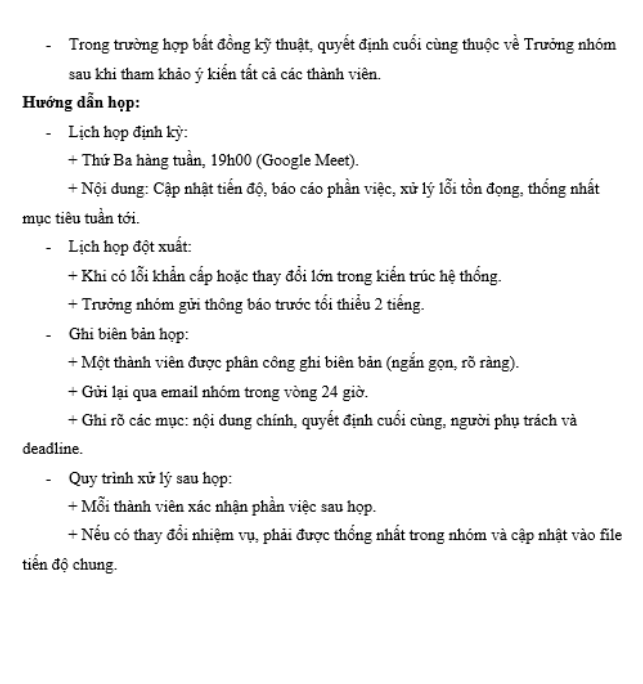 - Trong trường hợp bất đồng kỹ thuật, quyết định cuối cùng thuộc về Trưởng nhóm
sau khi tham khảo ý kiến tất cả các thành viên.
Hướng dẫn họp:
- Lịch họp định kỳ:
+ Thứ Ba hàng tuần, 19h00 (Google Meet).
+ Nội dung: Cập nhật tiến độ, báo cáo phần việc, xử lý lỗi tồn đọng, thống nhất
mục tiêu tuần tới.
- Lịch họp đột xuất:
+ Khi có lỗi khẩn cấp hoặc thay đổi lớn trong kiến trúc hệ thống.
+ Trưởng nhóm gửi thông báo trước tối thiểu 2 tiếng.
- Ghi biên bản họp:
+ Một thành viên được phân công ghi biên bản (ngắn gọn, rõ ràng).
+ Gửi lại qua email nhóm trong vòng 24 giờ.
+ Ghi rõ các mục: nội dung chính, quyết định cuối cùng, người phụ trách và
deadline.
- Quy trình xử lý sau họp:
+ Mỗi thành viên xác nhận phần việc sau họp.
+ Nếu có thay đổi nhiệm vụ, phải được thống nhất trong nhóm và cập nhật vào file
tiến độ chung.